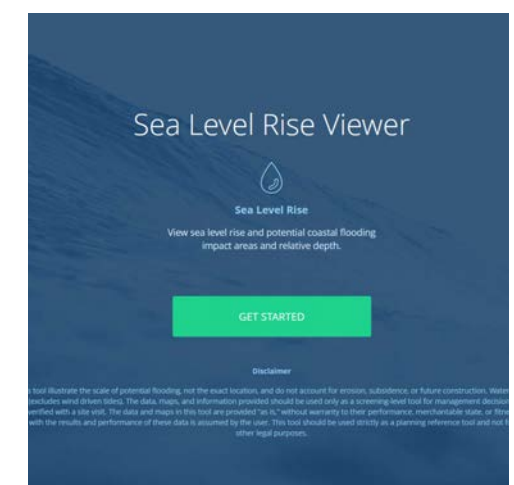 Sea Level Rise Viewer
Sea Level Rise
View sea level rise and potential coastal flooding
impact areas and relative depth.
GET STARTED
Disclaimer
s tool illustrate the scale of potential flooding, not the exact location, and do not account for erosion, subsidence, or future construction. Water
(excludes wind driven tides). The data, maps, and information provided should be used only as a screening-level tool for management decision
verified with a site visit. The data and maps in this tool are provided "as is," without warranty to their performance, merchantable state, or fitne
with the results and performance of these data is assumed by the user. This tool should be used strictly as a planning reference tool and not f
other legal purposes.